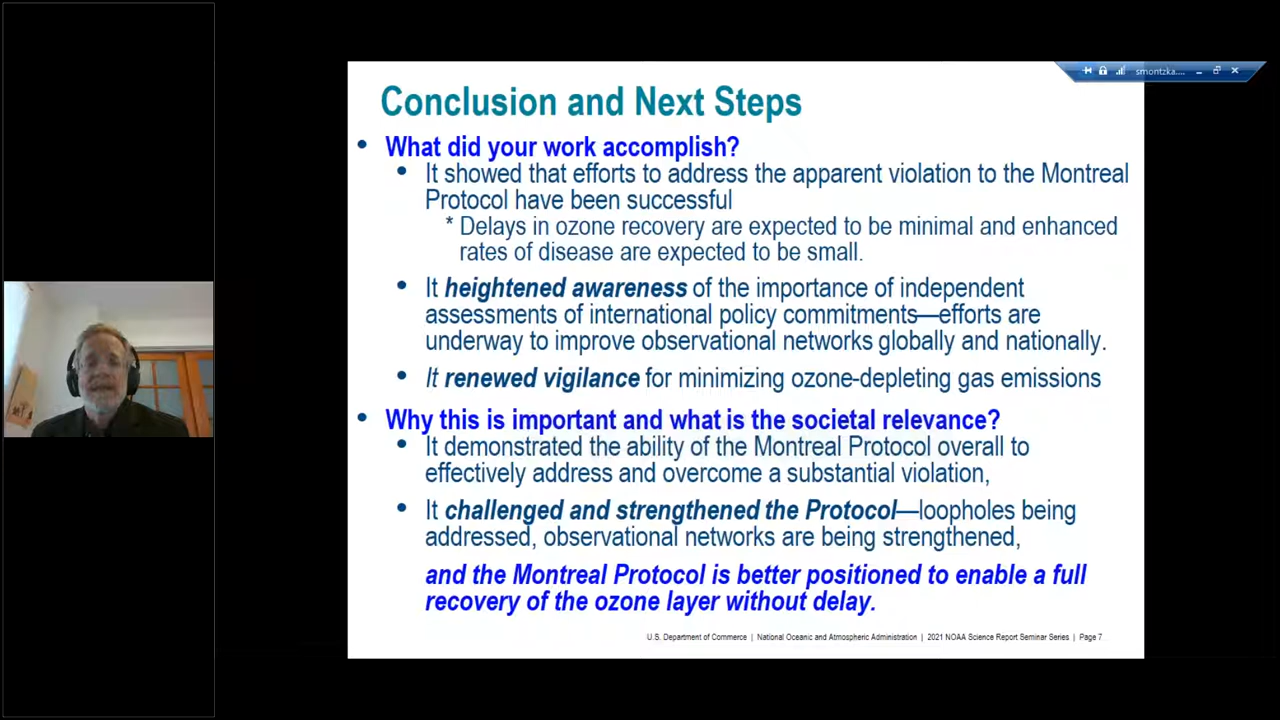 smontzka....
Conclusion and Next Steps
• What did your work accomplish?
• It showed that efforts to address the apparent violation to the Montreal
Protocol have been successful
* Delays in ozone recovery are expected to be minimal and enhanced
rates of disease are expected to be small.
• It heightened awareness of the importance of independent
assessments of international policy commitments—efforts are
underway to improve observational networks globally and nationally.
• It renewed vigilance for minimizing ozone-depleting gas emissions
• Why this is important and what is the societal relevance?
• It demonstrated the ability of the Montreal Protocol overall to
effectively address and overcome a substantial violation,
• It challenged and strengthened the Protocol—loopholes being
addressed, observational networks are being strengthened,
and the Montreal Protocol is better positioned to enable a full
recovery of the ozone layer without delay.
U.S. Department of Commerce | National Oceanic and Atmospheric Administration | 2021 NOAA Science Report Seminar Series | Page 7